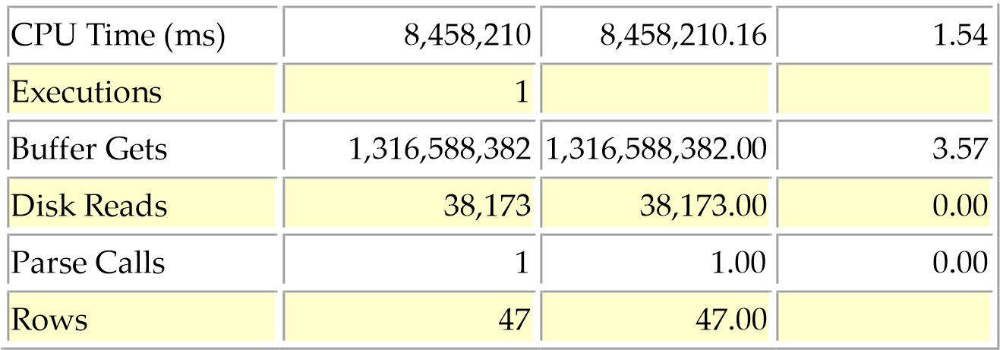 CPU Time (ms) 8,458,210 8,458,210.16 1.54
Executions 1
Buffer Gets 1,316,588,382 1,316,588,382.00 3.57
Disk Reads 38,173 38,173.00 0.00
Parse Calls 1 1.00 0.00
Rows 47 47.00